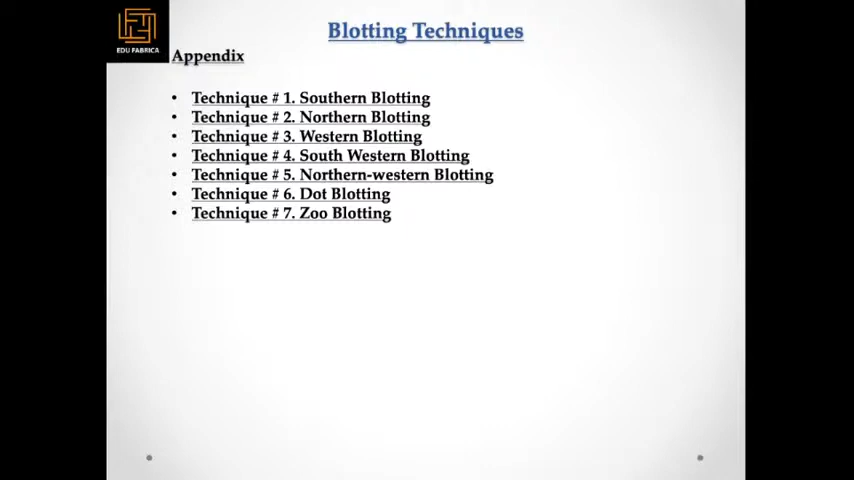 Blotting Techniques
EDU FABRICA
Appendix
• Technique # 1. Southern Blotting
• Technique # 2. Northern Blotting
• Technique # 3. Western Blotting
• Technique # 4. South Western Blotting
• Technique # 5. Northern-western Blotting
• Technique # 6. Dot Blotting
• Technique # 7. Zoo Blotting